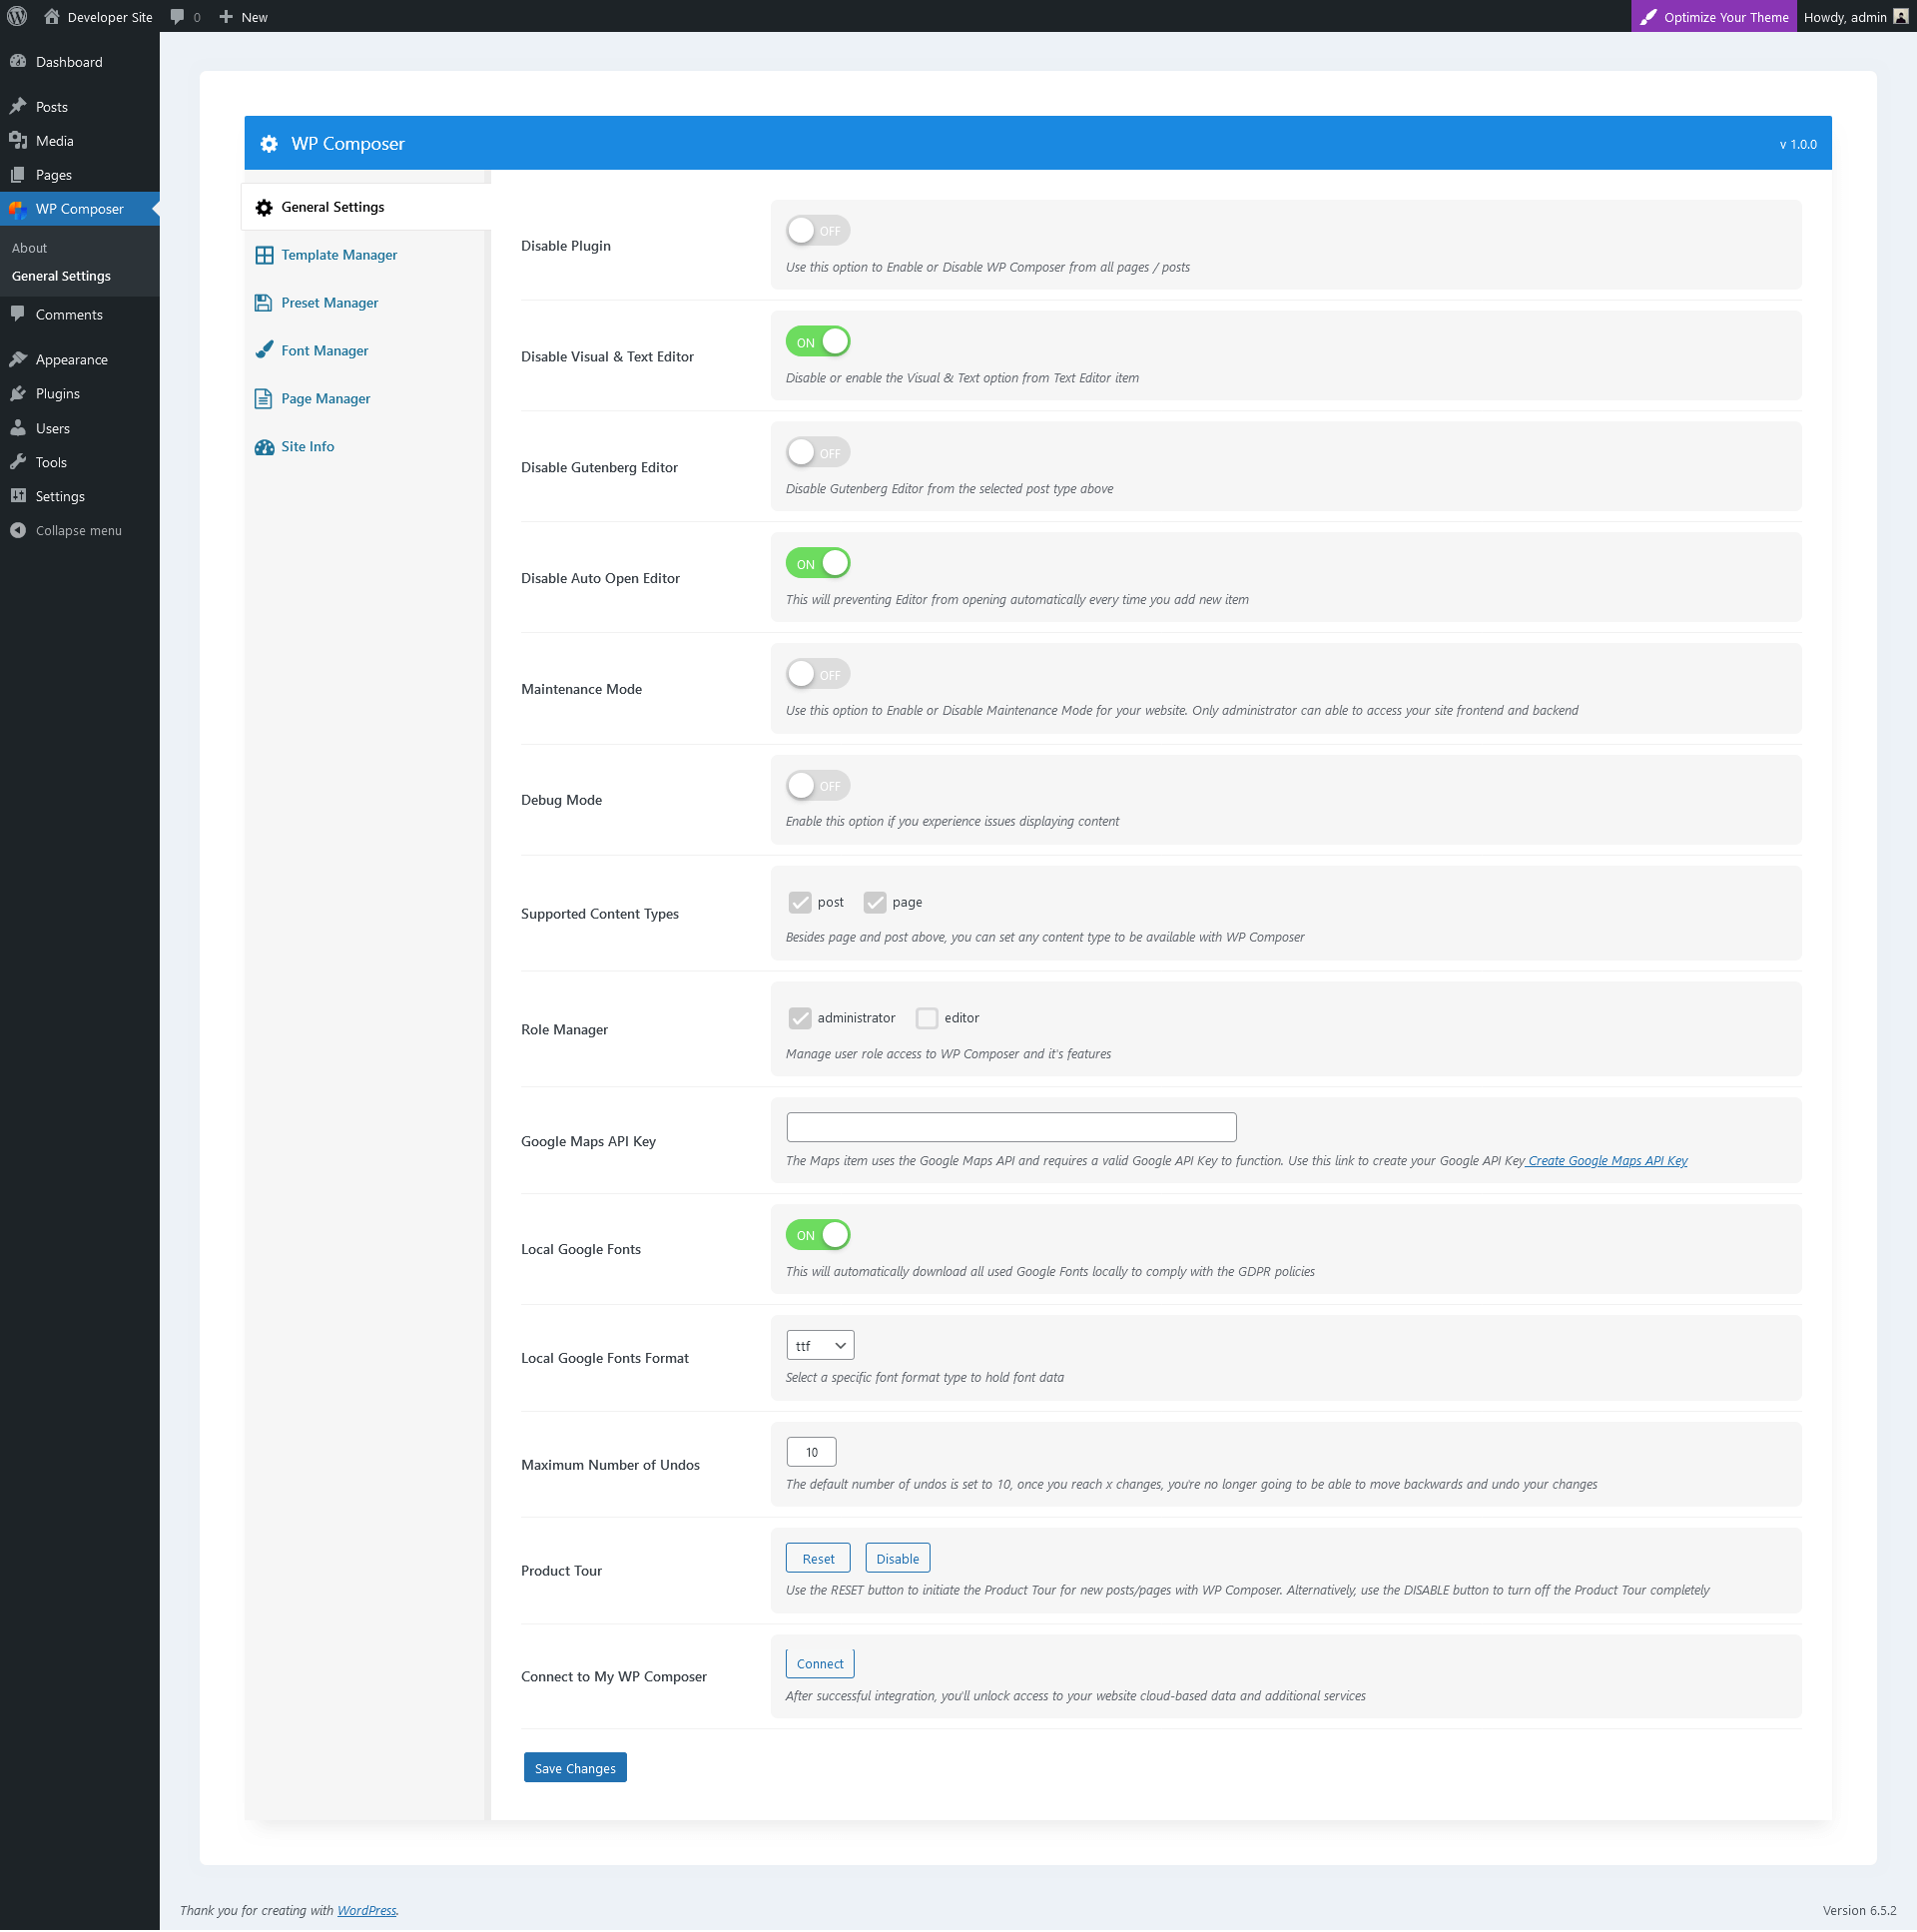 Developer Site 0 New Optimize Your Theme Howdy, admin
Dashboard
Posts
Media
Pages
WP Composer
About
General Settings
Comments
Appearance
Plugins
Users
Tools
Settings
Collapse menu
WP Composer v 1.0.0
General Settings
Template Manager
Preset Manager
Font Manager
Page Manager
Site Info
Disable Plugin
OFF
Use this option to Enable or Disable WP Composer from all pages / posts
Disable Visual & Text Editor
ON
Disable or enable the Visual & Text option from Text Editor item
Disable Gutenberg Editor
OFF
Disable Gutenberg Editor from the selected post type above
Disable Auto Open Editor
ON
This will preventing Editor from opening automatically every time you add new item
Maintenance Mode
OFF
Use this option to Enable or Disable Maintenance Mode for your website. Only administrator can able to access your site frontend and backend
Debug Mode
OFF
Enable this option if you experience issues displaying content
Supported Content Types
post page
Besides page and post above, you can set any content type to be available with WP Composer
Role Manager
administrator editor
Manage user role access to WP Composer and it's features
Google Maps API Key
The Maps item uses the Google Maps API and requires a valid Google API Key to function. Use this link to create your Google API Key Create Google Maps API Key
Local Google Fonts
ON
This will automatically download all used Google Fonts locally to comply with the GDPR policies
Local Google Fonts Format
ttf
Select a specific font format type to hold font data
Maximum Number of Undos
10
The default number of undos is set to 10, once you reach x changes, you're no longer going to be able to move backwards and undo your changes
Product Tour
Reset Disable
Use the RESET button to initiate the Product Tour for new posts/pages with WP Composer. Alternatively, use the DISABLE button to turn off the Product Tour completely
Connect to My WP Composer
Connect
After successful integration, you'll unlock access to your website cloud-based data and additional services
Save Changes
Thank you for creating with WordPress. Version 6.5.2